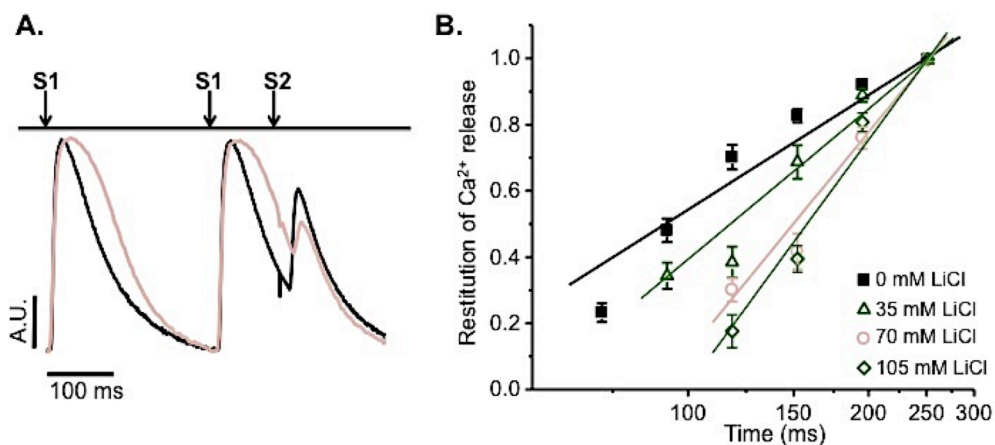 A.
S1
S1
S2
A.U.
100 ms
B.
Restitution of Ca²⁺ release
1.0
0.8
0.6
0.4
0.2
0.0
0 mM LiCl
35 mM LiCl
70 mM LiCl
105 mM LiCl
100
150
200
250
300
Time (ms)